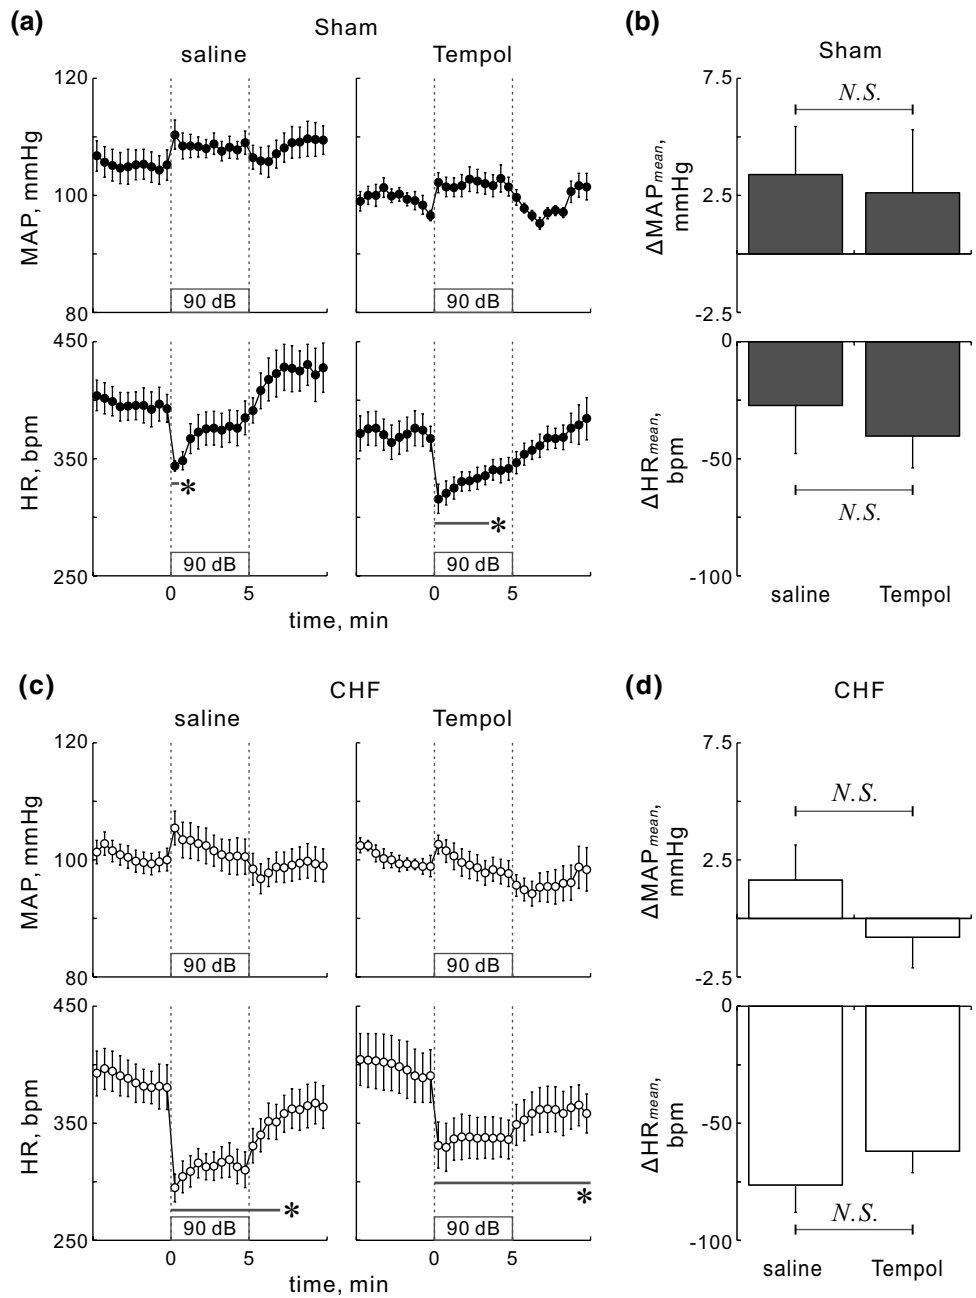 (a)
Sham
saline
Tempol
120
100
80
MAP, mmHg
90 dB
90 dB
450
350
250
HR, bpm
*
*
90 dB
90 dB
0
5
0
5
time, min
(b)
Sham
7.5
2.5
-2.5
ΔMAPmean,
mmHg
N.S.
0
-50
-100
ΔHRmean,
bpm
N.S.
saline
Tempol
(c)
CHF
saline
Tempol
120
100
80
MAP, mmHg
90 dB
90 dB
450
350
250
HR, bpm
*
*
90 dB
90 dB
0
5
0
5
time, min
(d)
CHF
7.5
2.5
-2.5
ΔMAPmean,
mmHg
N.S.
0
-50
-100
ΔHRmean,
bpm
N.S.
saline
Tempol